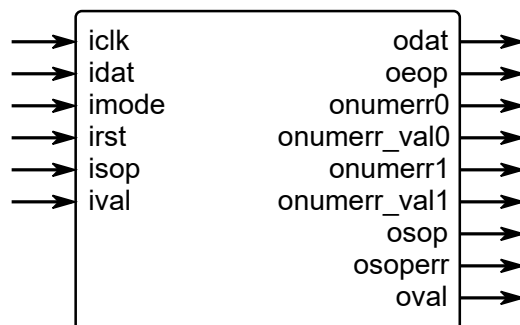 iclk odat
idat oeop
imode onumerr0
irst onumerr_val0
isop onumerr1
ival onumerr_val1
osop
osoperr
oval